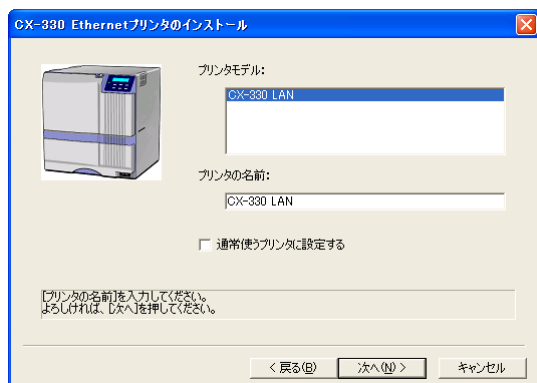 CX-330 Ethernetプリンタのインストール
プリンタモデル:
CX-330 LAN
プリンタの名前:
CX-330 LAN
通常使うプリンタに設定する
[プリンタの名前]を入力してください。
よろしければ、[次へ]を押してください。
< 戻る(B)
次へ(N) >
キャンセル